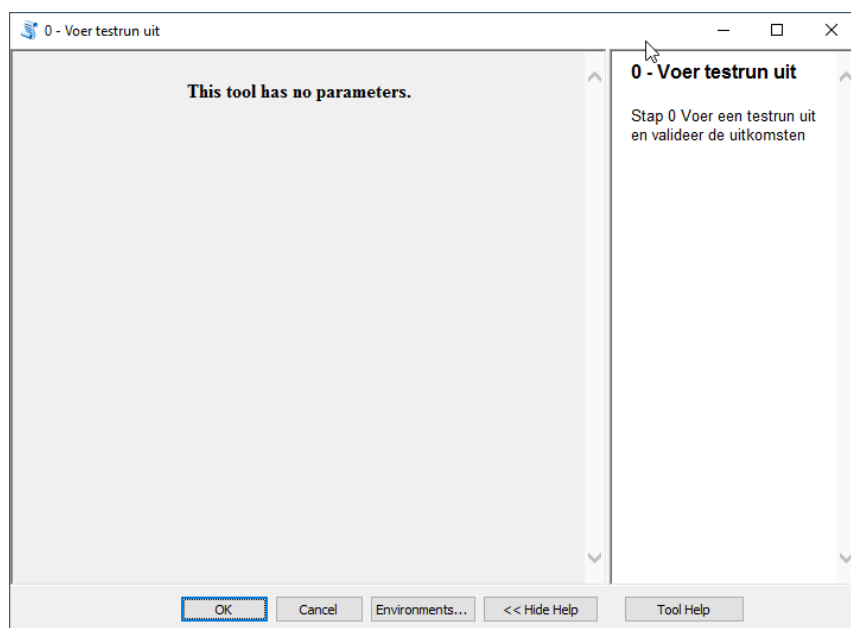 0 - Voer testrun uit
This tool has no parameters.
0 - Voer testrun uit
Stap 0 Voer een testrun uit
en valideer de uitkomsten
OK
Cancel
Environments...
<< Hide Help
Tool Help